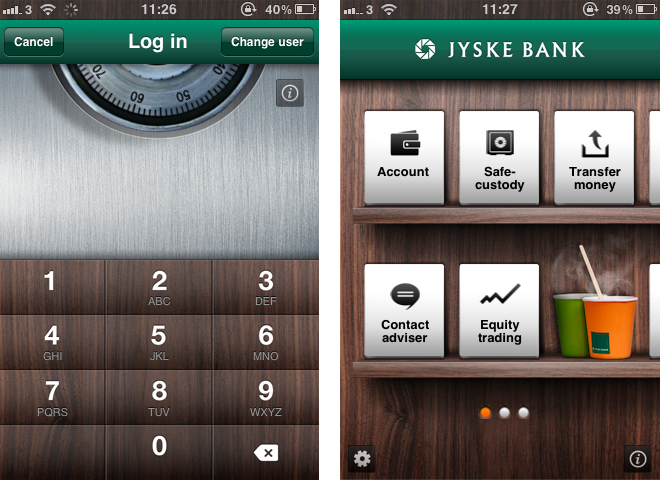 3 11:26 40%
Cancel Log in Change user
70 60 50 40
1
2 ABC
3 DEF
4 GHI
5 JKL
6 MNO
7 PQRS
8 TUV
9 WXYZ
0
3 11:27 39%
JYSKE BANK
Account
Safe-
custody
Transfer
money
Contact
adviser
Equity
trading